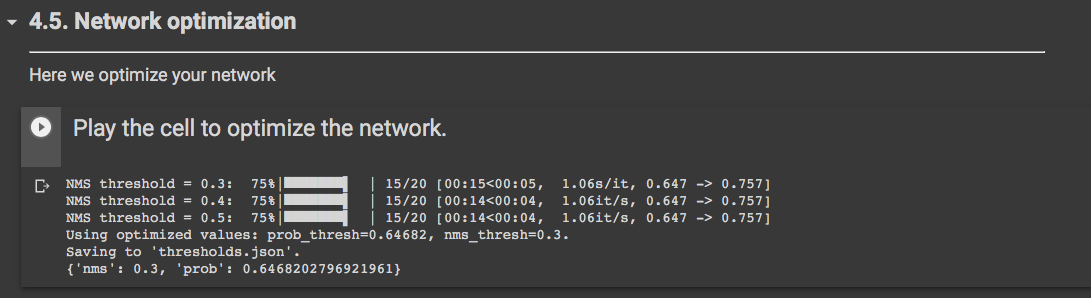 4.5. Network optimization
Here we optimize your network
Play the cell to optimize the network.
NMS threshold = 0.3:  75%|███████▌  | 15/20 [00:15<00:05,  1.06s/it, 0.647 -> 0.757]
NMS threshold = 0.4:  75%|███████▌  | 15/20 [00:14<00:04,  1.06it/s, 0.647 -> 0.757]
NMS threshold = 0.5:  75%|███████▌  | 15/20 [00:14<00:04,  1.06it/s, 0.647 -> 0.757]
Using optimized values: prob_thresh=0.64682, nms_thresh=0.3.
Saving to 'thresholds.json'.
{'nms': 0.3, 'prob': 0.6468202796921961}